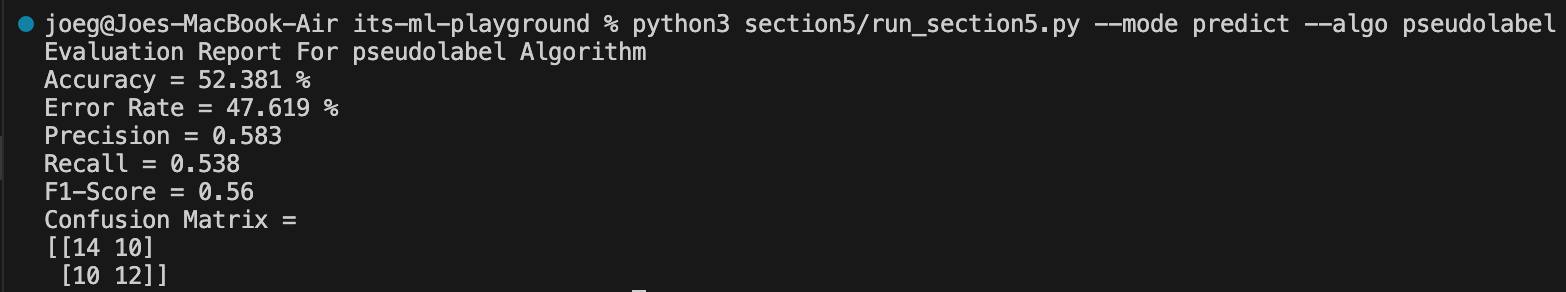 joeg@Joes-MacBook-Air its-ml-playground % python3 section5/run_section5.py --mode predict --algo pseudolabel
Evaluation Report For pseudolabel Algorithm
Accuracy = 52.381 %
Error Rate = 47.619 %
Precision = 0.583
Recall = 0.538
F1-Score = 0.56
Confusion Matrix =
[[14 10]
 [10 12]]